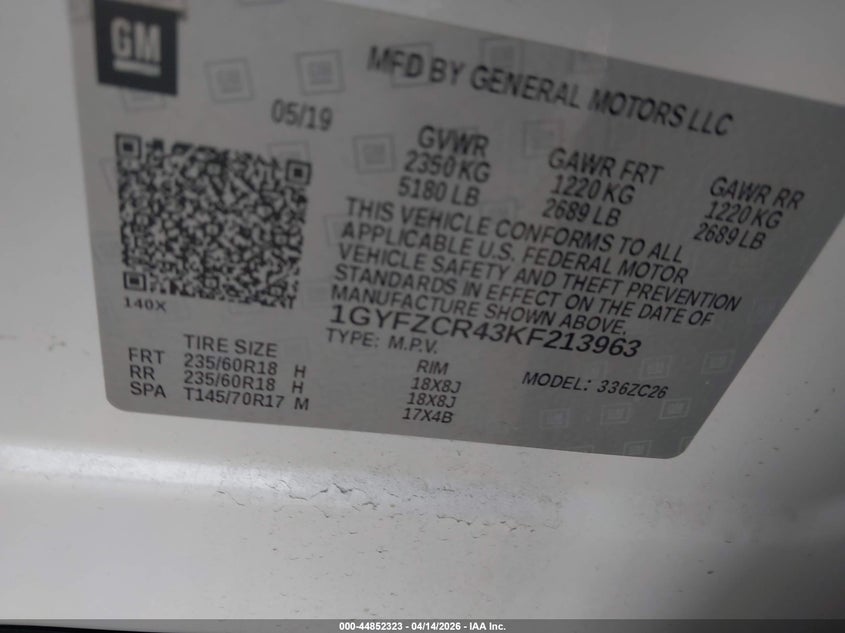 GM
MFD BY GENERAL MOTORS LLC
05/19
GVWR
2350 KG
5180 LB
GAWR FRT
1220 KG
2689 LB
GAWR RR
1220 KG
2689 LB
THIS VEHICLE CONFORMS TO ALL
APPLICABLE U.S. FEDERAL MOTOR
VEHICLE SAFETY AND THEFT PREVENTION
STANDARDS IN EFFECT ON THE DATE OF
MANUFACTURE SHOWN ABOVE.
140X
1GYFZCR43KF213963
TYPE: M.P.V.
MODEL: 336ZC26
TIRE SIZE RIM
FRT 235/60R18 H 18X8J
RR 235/60R18 H 18X8J
SPA T145/70R17 M 17X4B
000-44852323 - 04/14/2026 - IAA Inc.